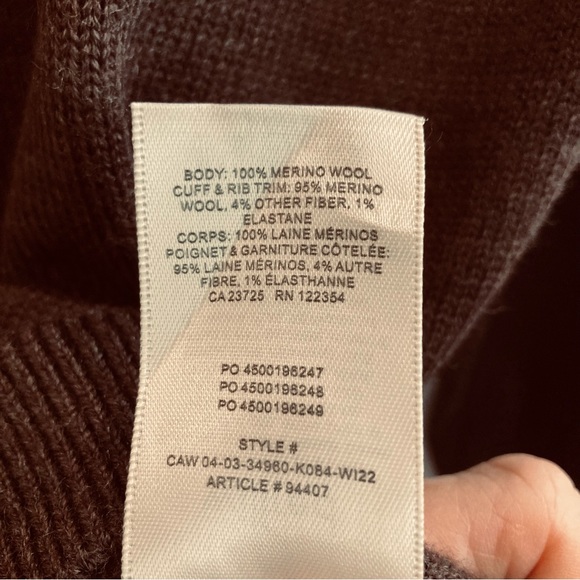 BODY: 100% MERINO WOOL
CUFF & RIB TRIM: 95% MERINO
WOOL, 4% OTHER FIBER, 1%
ELASTANE
CORPS: 100% LAINE MÉRINOS
POIGNET & GARNITURE CÔTELÉE:
95% LAINE MÉRINOS, 4% AUTRE
FIBRE, 1% ÉLASTHANNE
CA 23725 RN 122354
PO 4500196247
PO 4500196248
PO 4500196249
STYLE #
CAW 04-03-34960-K084-WI22
ARTICLE # 94407